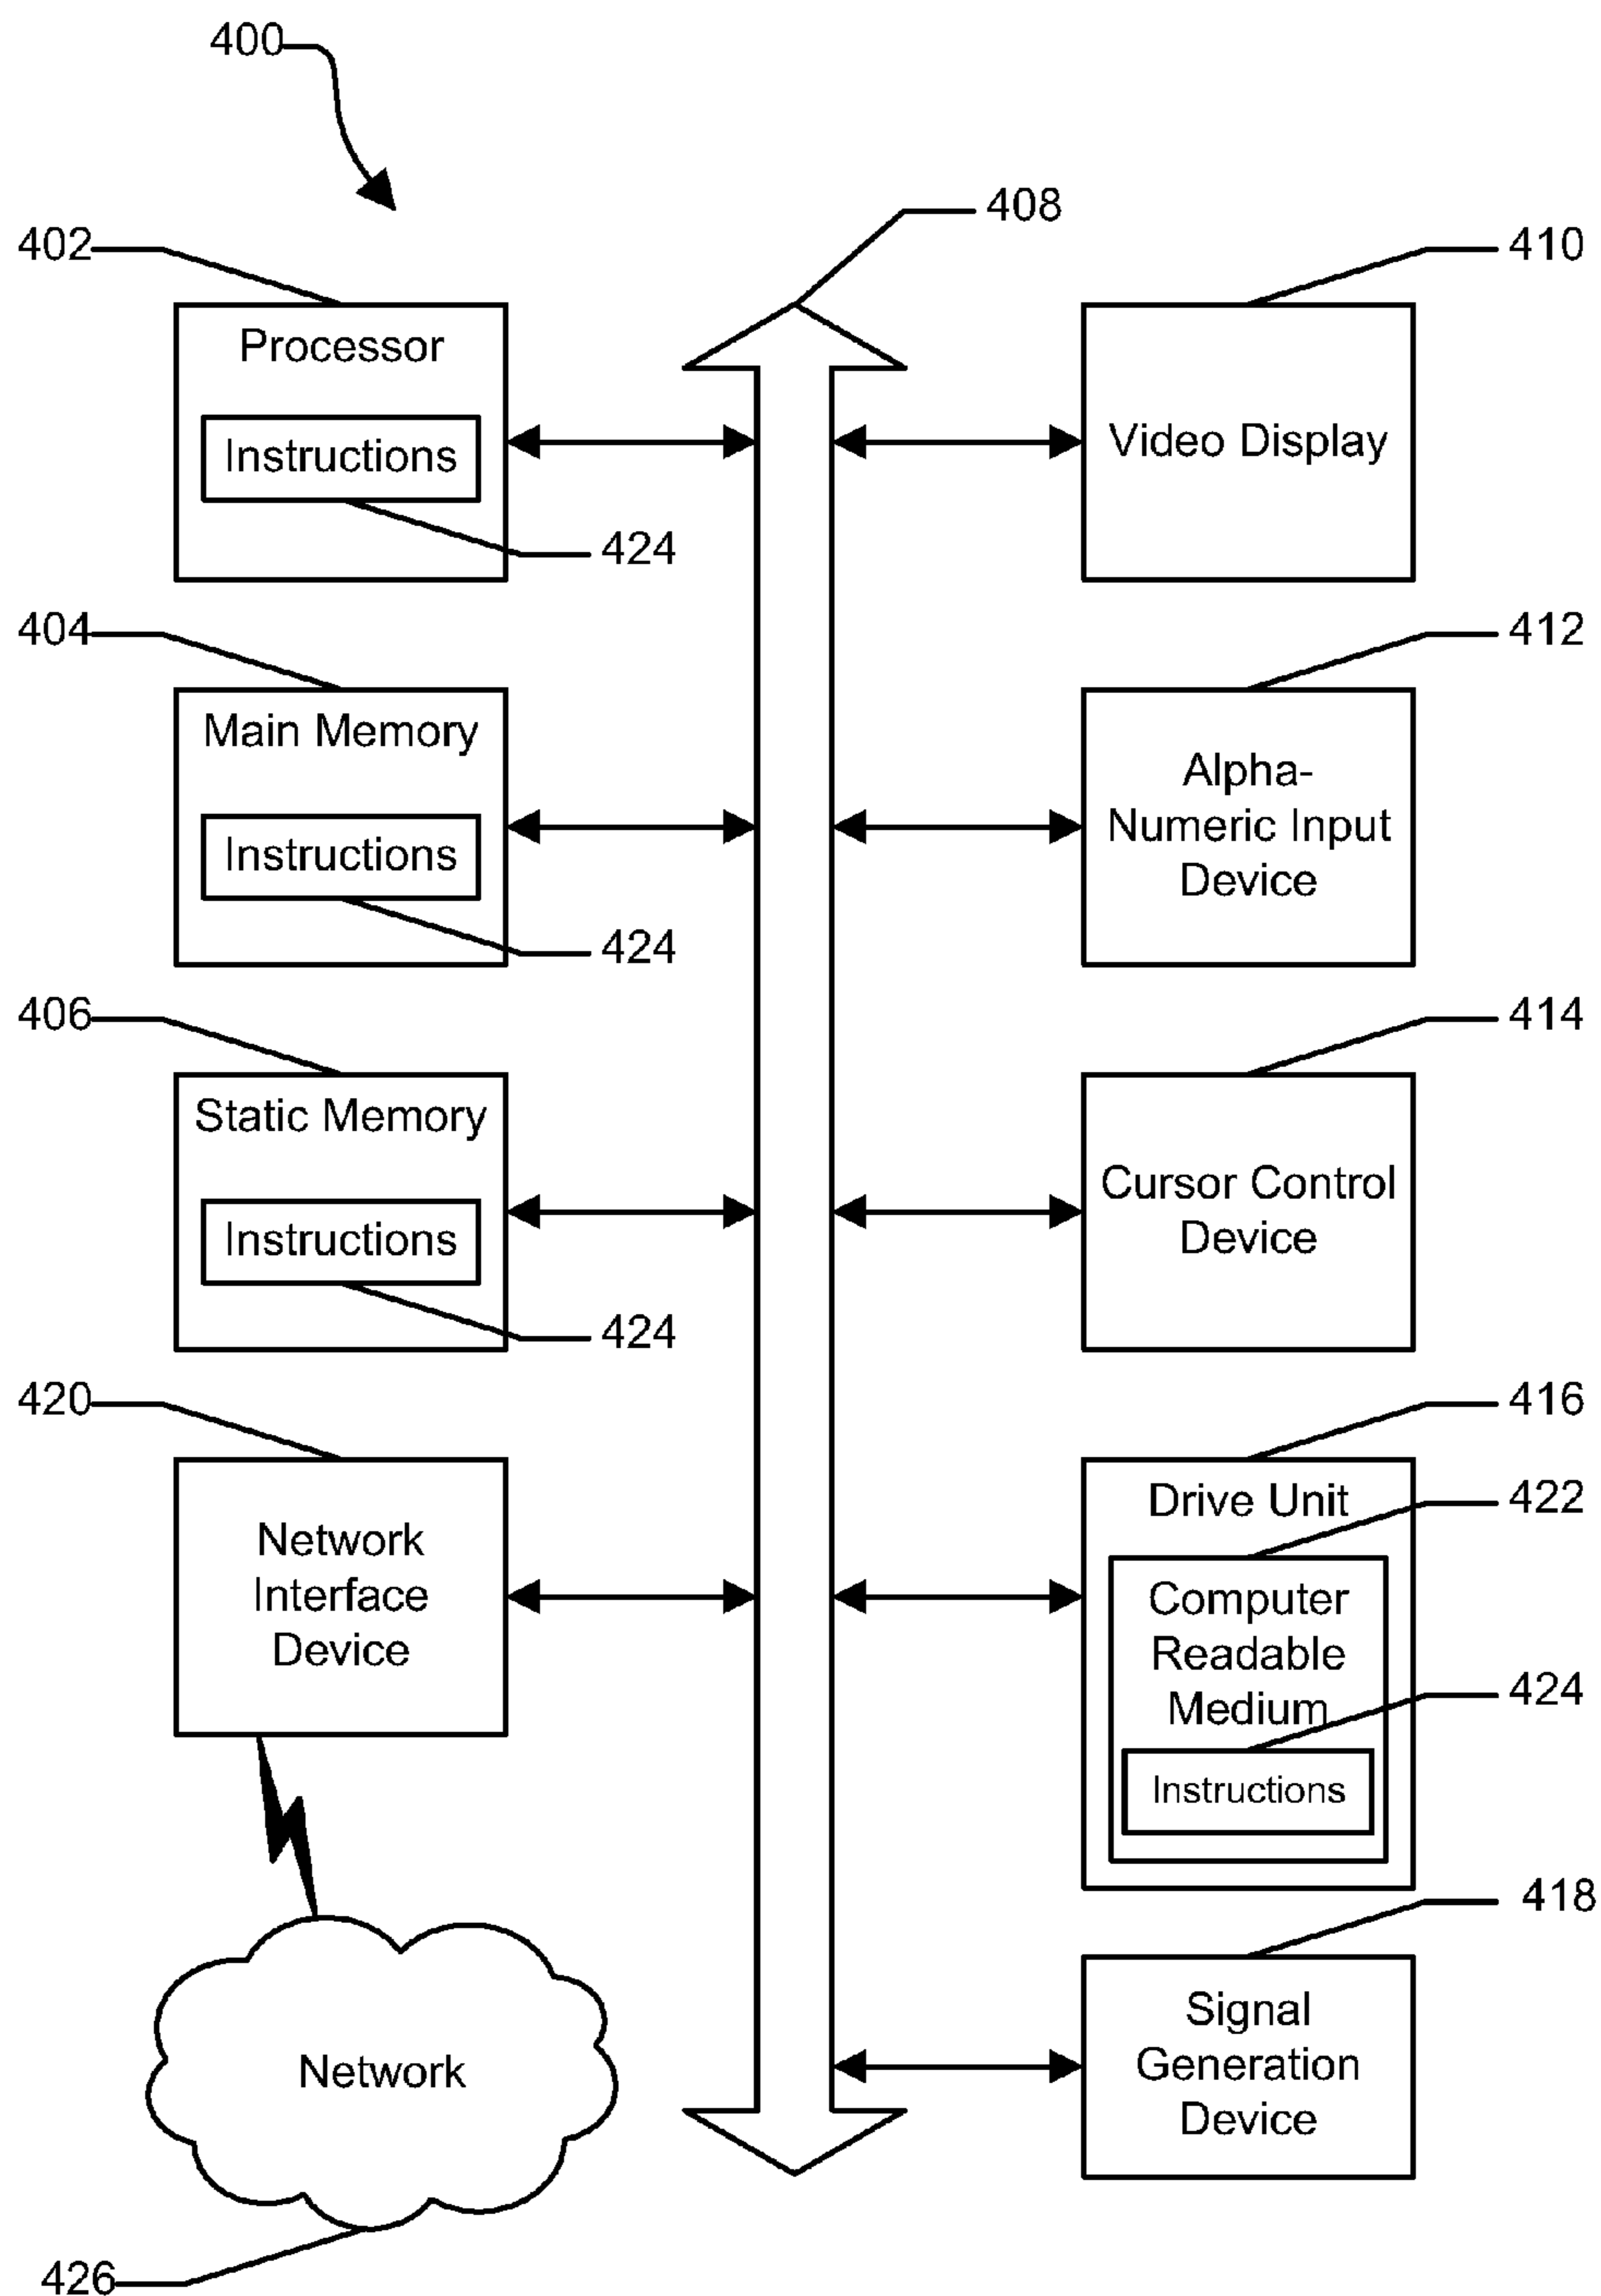 400
408
402
410
Processor
Instructions
424
Video Display
404
412
Main Memory
Instructions
424
Alpha-
Numeric Input
Device
406
414
Static Memory
Instructions
424
Cursor Control
Device
420
416
Network
Interface
Device
Drive Unit
422
Computer
Readable
Medium
424
Instructions
418
Signal
Generation
Device
Network
426